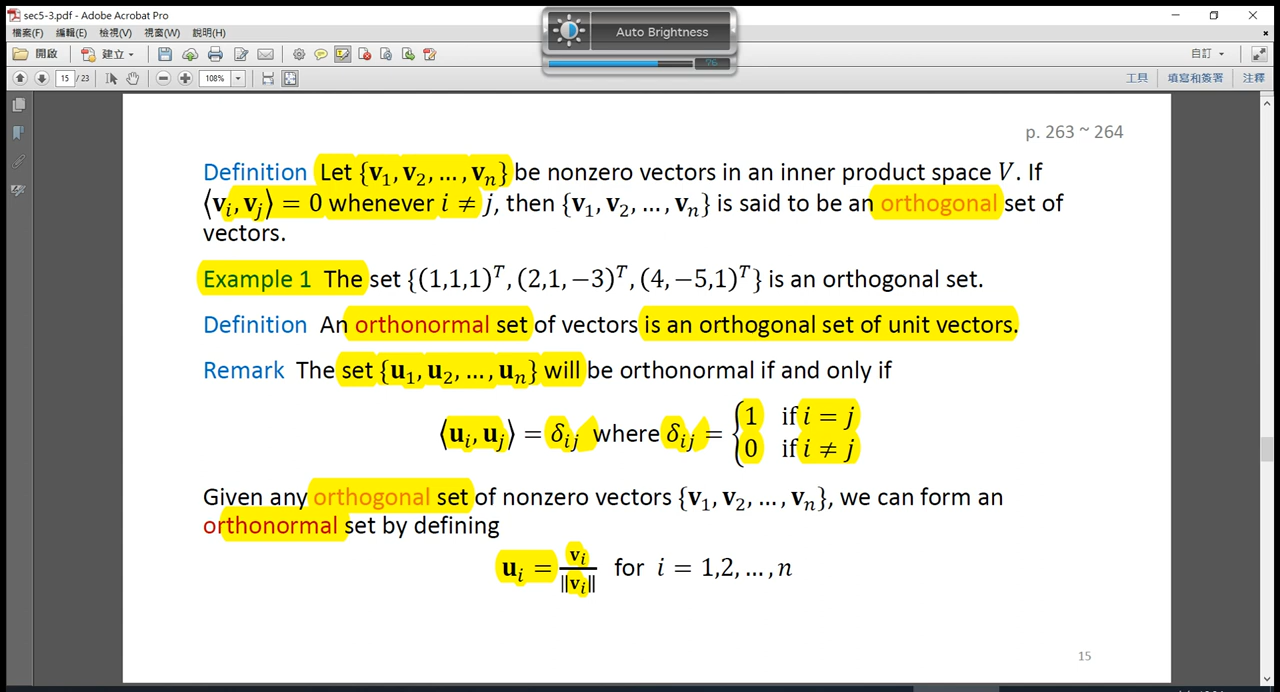 sec5-3.pdf - Adobe Acrobat Pro
檔案(F) 編輯(E) 檢視(V) 視窗(W) 說明(H)
Auto Brightness
76
開啟 建立 自訂
15 / 23 108% 工具 填寫和簽署 注釋
p. 263 ~ 264
Definition Let {v₁, v₂, … , vₙ} be nonzero vectors in an inner product space V. If
⟨vᵢ, vⱼ⟩ = 0 whenever i ≠ j, then {v₁, v₂, … , vₙ} is said to be an orthogonal set of
vectors.
Example 1 The set {(1,1,1)ᵀ, (2,1, −3)ᵀ, (4, −5,1)ᵀ} is an orthogonal set.
Definition An orthonormal set of vectors is an orthogonal set of unit vectors.
Remark The set {u₁, u₂, … , uₙ} will be orthonormal if and only if
⟨uᵢ, uⱼ⟩ = δᵢⱼ where δᵢⱼ = {1 if i = j
0 if i ≠ j
Given any orthogonal set of nonzero vectors {v₁, v₂, … , vₙ}, we can form an
orthonormal set by defining
uᵢ = vᵢ / ‖vᵢ‖ for i = 1,2, … , n
15